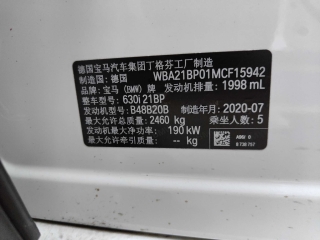 德国宝马汽车集团丁格芬工厂制造
制造国：德国 WBA21BP01MCF15942
品牌：宝马（BMW）牌 发动机排量：1998 mL
整车型号：630i 21BP
发动机型号：B48B20B 制造年月：2020-07
最大允许总质量：2460 kg 乘坐人数：5
发动机最大净功率：190 kW
最大允许牵引质量：-- kg